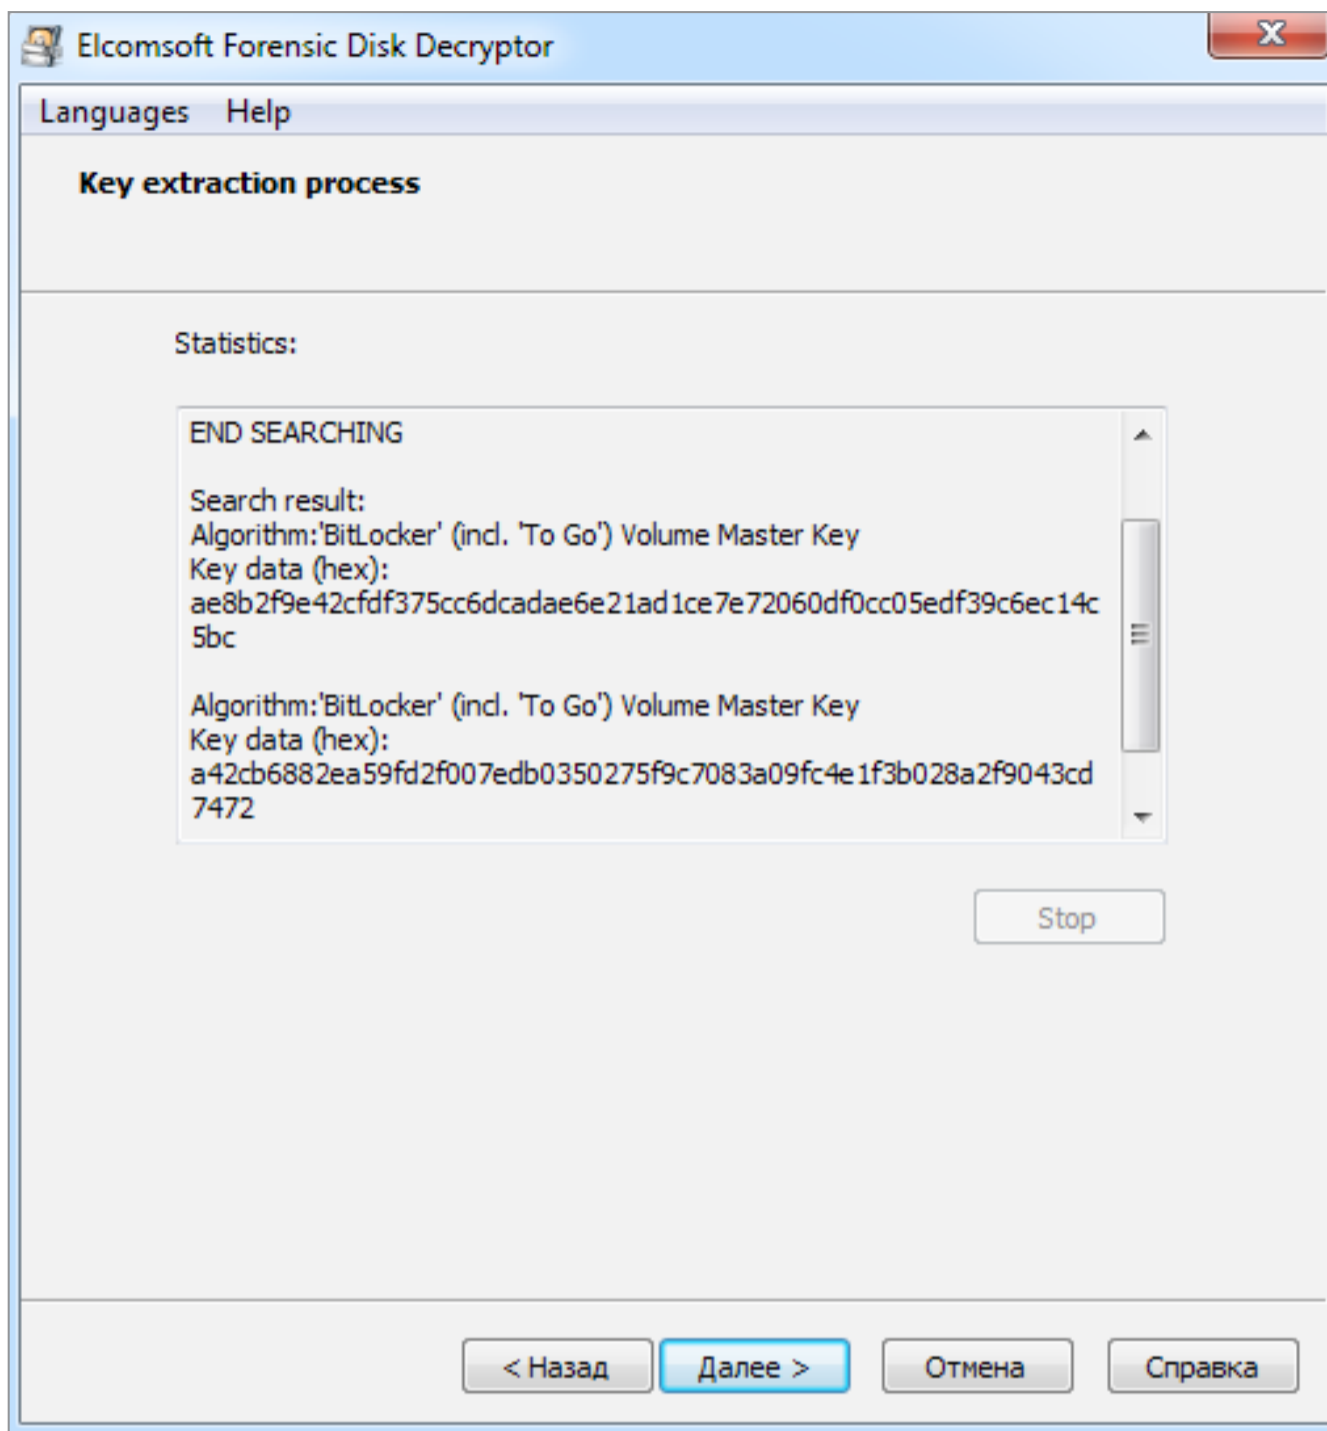 Elcomsoft Forensic Disk Decryptor
Languages Help
Key extraction process
Statistics:
END SEARCHING
Search result:
Algorithm:'BitLocker' (incl. 'To Go') Volume Master Key
Key data (hex):
ae8b2f9e42cfdf375cc6dcadae6e21ad1ce7e72060df0cc05edf39c6ec14c
5bc
Algorithm:'BitLocker' (incl. 'To Go') Volume Master Key
Key data (hex):
a42cb6882ea59fd2f007edb0350275f9c7083a09fc4e1f3b028a2f9043cd
7472
Stop
< Назад Далее > Отмена Справка